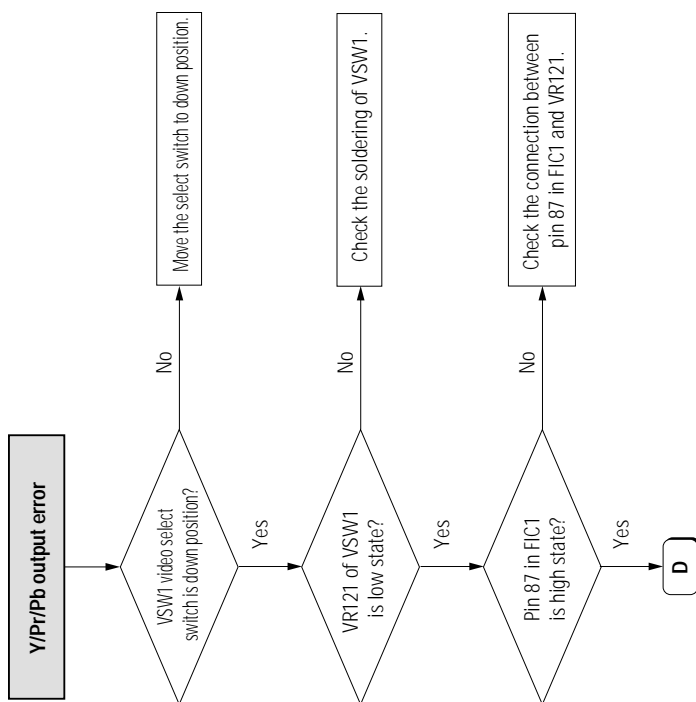 Y/Pr/Pb output error
VSW1 video select
switch is down position?
No
Move the select switch to down position.
Yes
VR121 of VSW1
is low state?
No
Check the soldering of VSW1.
Yes
Pin 87 in FIC1
is high state?
No
Check the connection between
pin 87 in FIC1 and VR121.
Yes
D